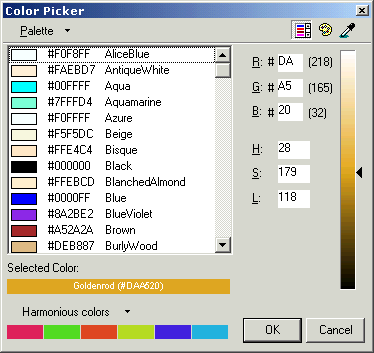 Color Picker
Palette
#F0F8FF AliceBlue
#FAEBD7 AntiqueWhite
#00FFFF Aqua
#7FFFD4 Aquamarine
#F0FFFF Azure
#F5F5DC Beige
#FFE4C4 Bisque
#000000 Black
#FFEBCD BlanchedAlmond
#0000FF Blue
#8A2BE2 BlueViolet
#A52A2A Brown
#DEB887 BurlyWood
R: # DA (218)
G: # A5 (165)
B: # 20 (32)
H: 28
S: 179
L: 118
Selected Color:
Goldenrod (#DAA520)
Harmonious colors
OK Cancel